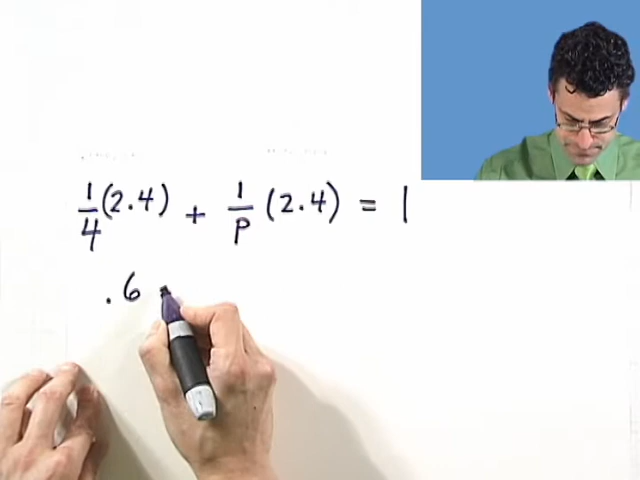 1/4 (2.4) + 1/P (2.4) = 1
.6